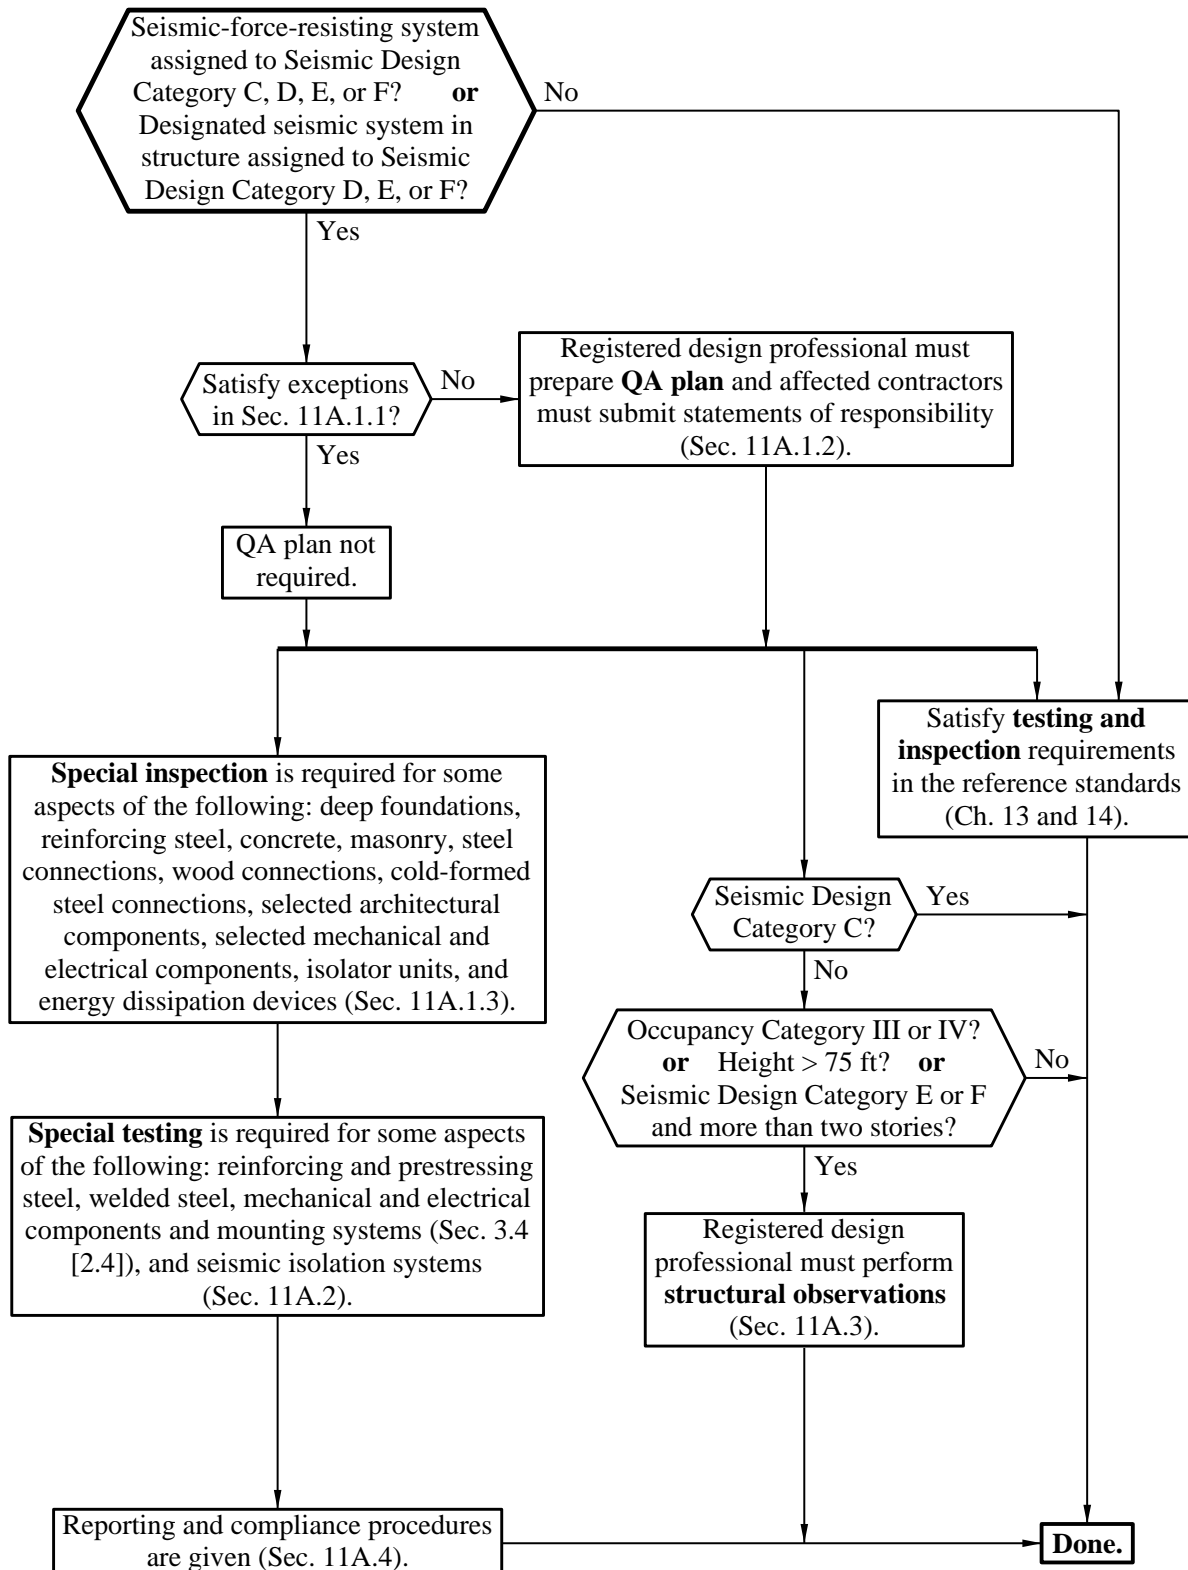 Seismic-force-resisting system
assigned to Seismic Design
Category C, D, E, or F? or
Designated seismic system in
structure assigned to Seismic
Design Category D, E, or F?
No
Yes
Satisfy exceptions
in Sec. 11A.1.1?
No
Registered design professional must
prepare QA plan and affected contractors
must submit statements of responsibility
(Sec. 11A.1.2).
Yes
QA plan not
required.
Satisfy testing and
inspection requirements
in the reference standards
(Ch. 13 and 14).
Special inspection is required for some
aspects of the following: deep foundations,
reinforcing steel, concrete, masonry, steel
connections, wood connections, cold-formed
steel connections, selected architectural
components, selected mechanical and
electrical components, isolator units, and
energy dissipation devices (Sec. 11A.1.3).
Seismic Design
Category C?
Yes
No
Occupancy Category III or IV?
or Height > 75 ft? or
Seismic Design Category E or F
and more than two stories?
No
Yes
Special testing is required for some aspects
of the following: reinforcing and prestressing
steel, welded steel, mechanical and electrical
components and mounting systems (Sec. 3.4
[2.4]), and seismic isolation systems
(Sec. 11A.2).
Registered design
professional must perform
structural observations
(Sec. 11A.3).
Reporting and compliance procedures
are given (Sec. 11A.4).
Done.